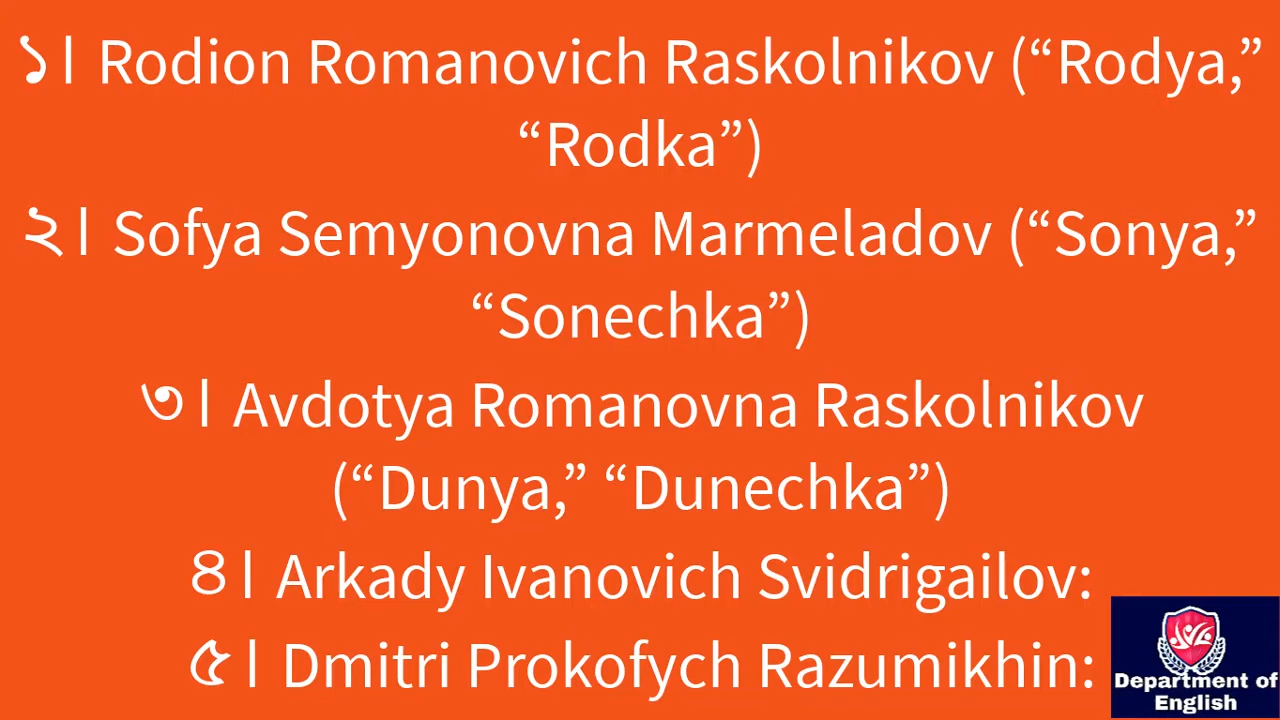 ১। Rodion Romanovich Raskolnikov (“Rodya,”
“Rodka”)
২। Sofya Semyonovna Marmeladov (“Sonya,”
“Sonechka”)
৩। Avdotya Romanovna Raskolnikov
(“Dunya,” “Dunechka”)
৪। Arkady Ivanovich Svidrigailov:
৫। Dmitri Prokofych Razumikhin:
Department of
English